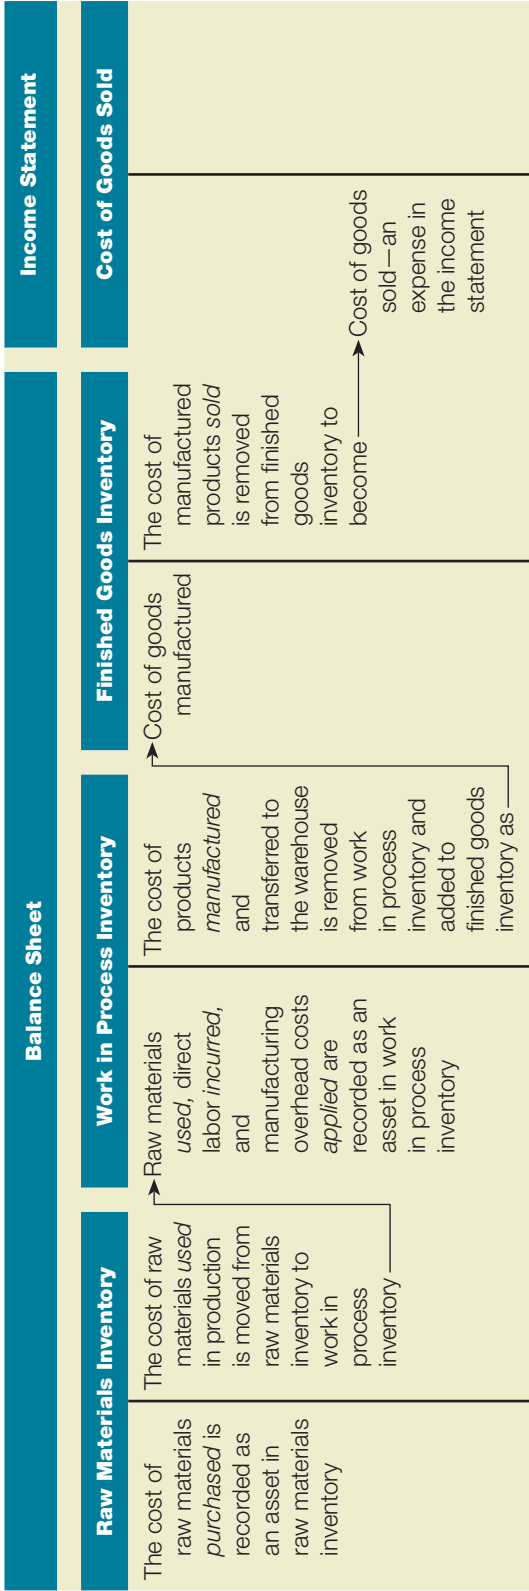 Balance Sheet
Income Statement
Raw Materials Inventory
Work in Process Inventory
Finished Goods Inventory
Cost of Goods Sold
The cost of
raw materials
purchased is
recorded as
an asset in
raw materials
inventory
The cost of raw
materials used
in production
is moved from
raw materials
inventory to
work in
process
inventory
Raw materials
used, direct
labor incurred,
and
manufacturing
overhead costs
applied are
recorded as an
asset in work
in process
inventory
The cost of
products
manufactured
and
transferred to
the warehouse
is removed
from work
in process
inventory and
added to
finished goods
inventory as
Cost of goods
manufactured
The cost of
manufactured
products sold
is removed
from finished
goods
inventory to
become
Cost of goods
sold—an
expense in
the income
statement